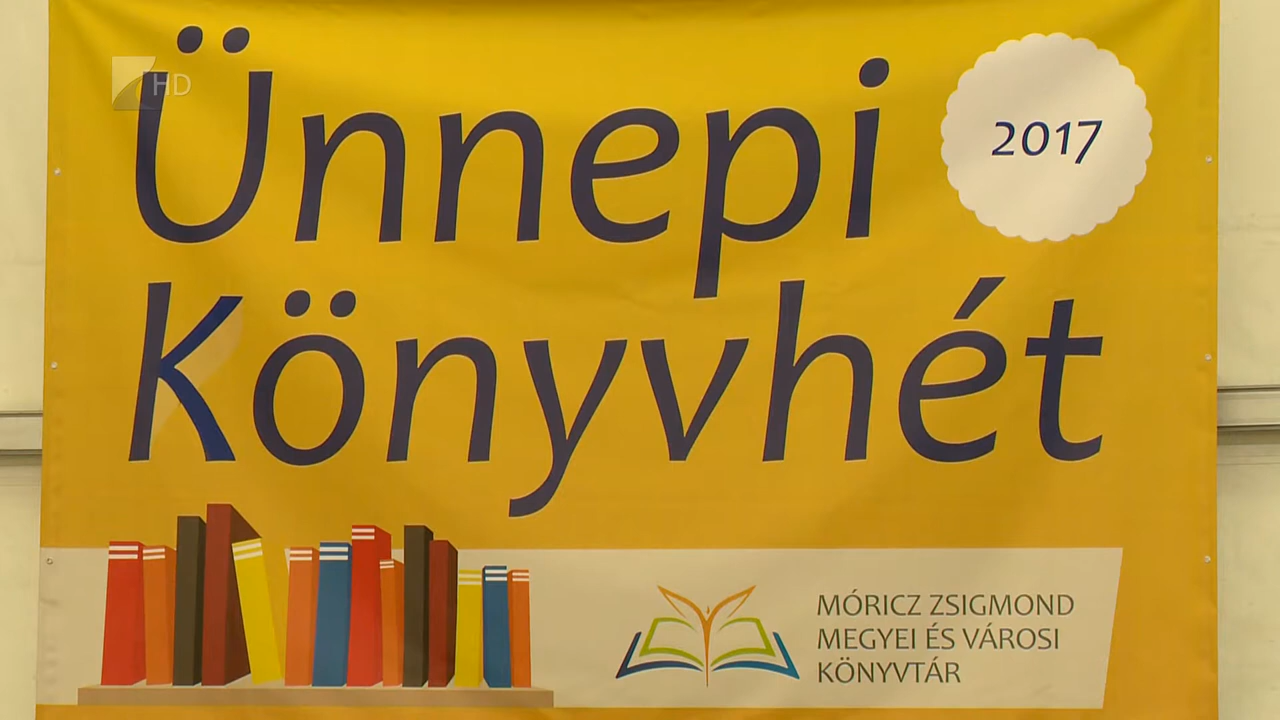 Ünnepi
2017
Könyvhét
HD
MÓRICZ ZSIGMOND
MEGYEI ÉS VÁROSI
KÖNYVTÁR